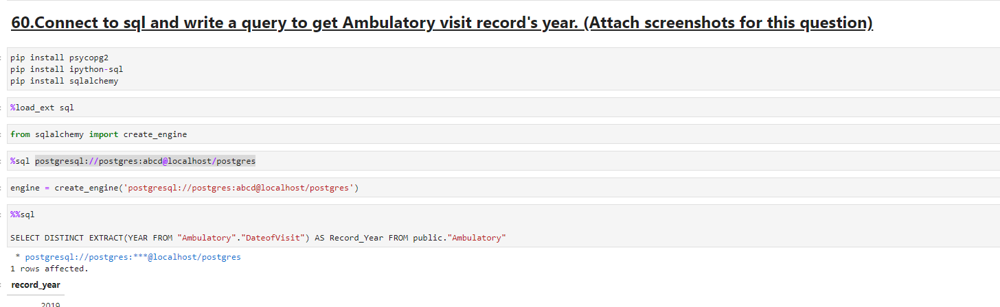 60.Connect to sql and write a query to get Ambulatory visit record's year. (Attach screenshots for this question)
pip install psycopg2
pip install ipython-sql
pip install sqlalchemy
%load_ext sql
from sqlalchemy import create_engine
%sql postgresql://postgres:abcd@localhost/postgres
engine = create_engine('postgresql://postgres:abcd@localhost/postgres')
%%sql
SELECT DISTINCT EXTRACT(YEAR FROM "Ambulatory"."DateofVisit") AS Record_Year FROM public."Ambulatory"
* postgresql://postgres:***@localhost/postgres
1 rows affected.
record_year
2019